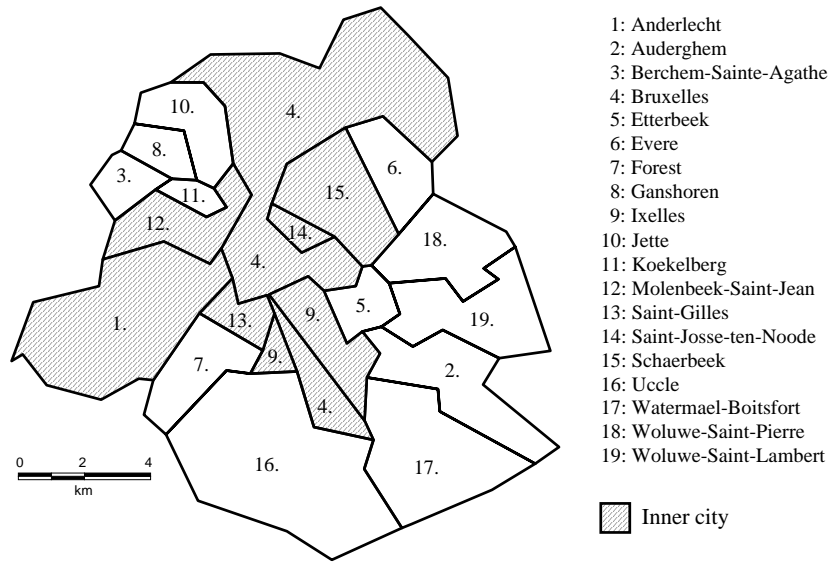 10.
4.
8.
6.
3.
15.
11.
12.
14.
18.
4.
5.
9.
1.
13.
19.
7.
9.
2.
4.
16.
17.
0 2 4
km
1: Anderlecht
2: Auderghem
3: Berchem-Sainte-Agathe
4: Bruxelles
5: Etterbeek
6: Evere
7: Forest
8: Ganshoren
9: Ixelles
10: Jette
11: Koekelberg
12: Molenbeek-Saint-Jean
13: Saint-Gilles
14: Saint-Josse-ten-Noode
15: Schaerbeek
16: Uccle
17: Watermael-Boitsfort
18: Woluwe-Saint-Pierre
19: Woluwe-Saint-Lambert
Inner city